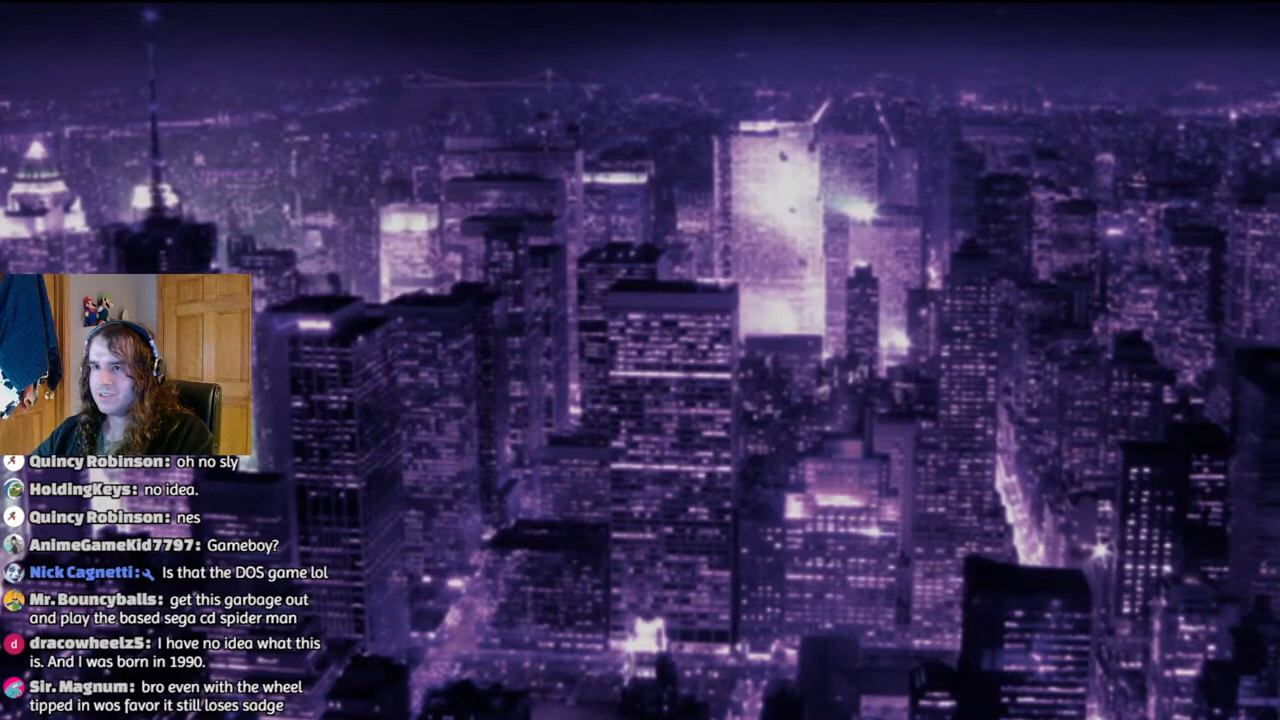 Quincy Robinson: oh no sly
HoldingKeys: no idea.
Quincy Robinson: nes
AnimeGameKid7797: Gameboy?
Nick Cagnetti: Is that the DOS game lol
Mr. Bouncyballs: get this garbage out
and play the based sega cd spider man
dracowheelz5: I have no idea what this
is. And I was born in 1990.
Sir. Magnum: bro even with the wheel
tipped in wos favor it still loses sadge